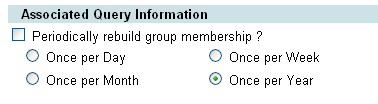 Associated Query Information
Periodically rebuild group membership ?
Once per Day Once per Week
Once per Month Once per Year